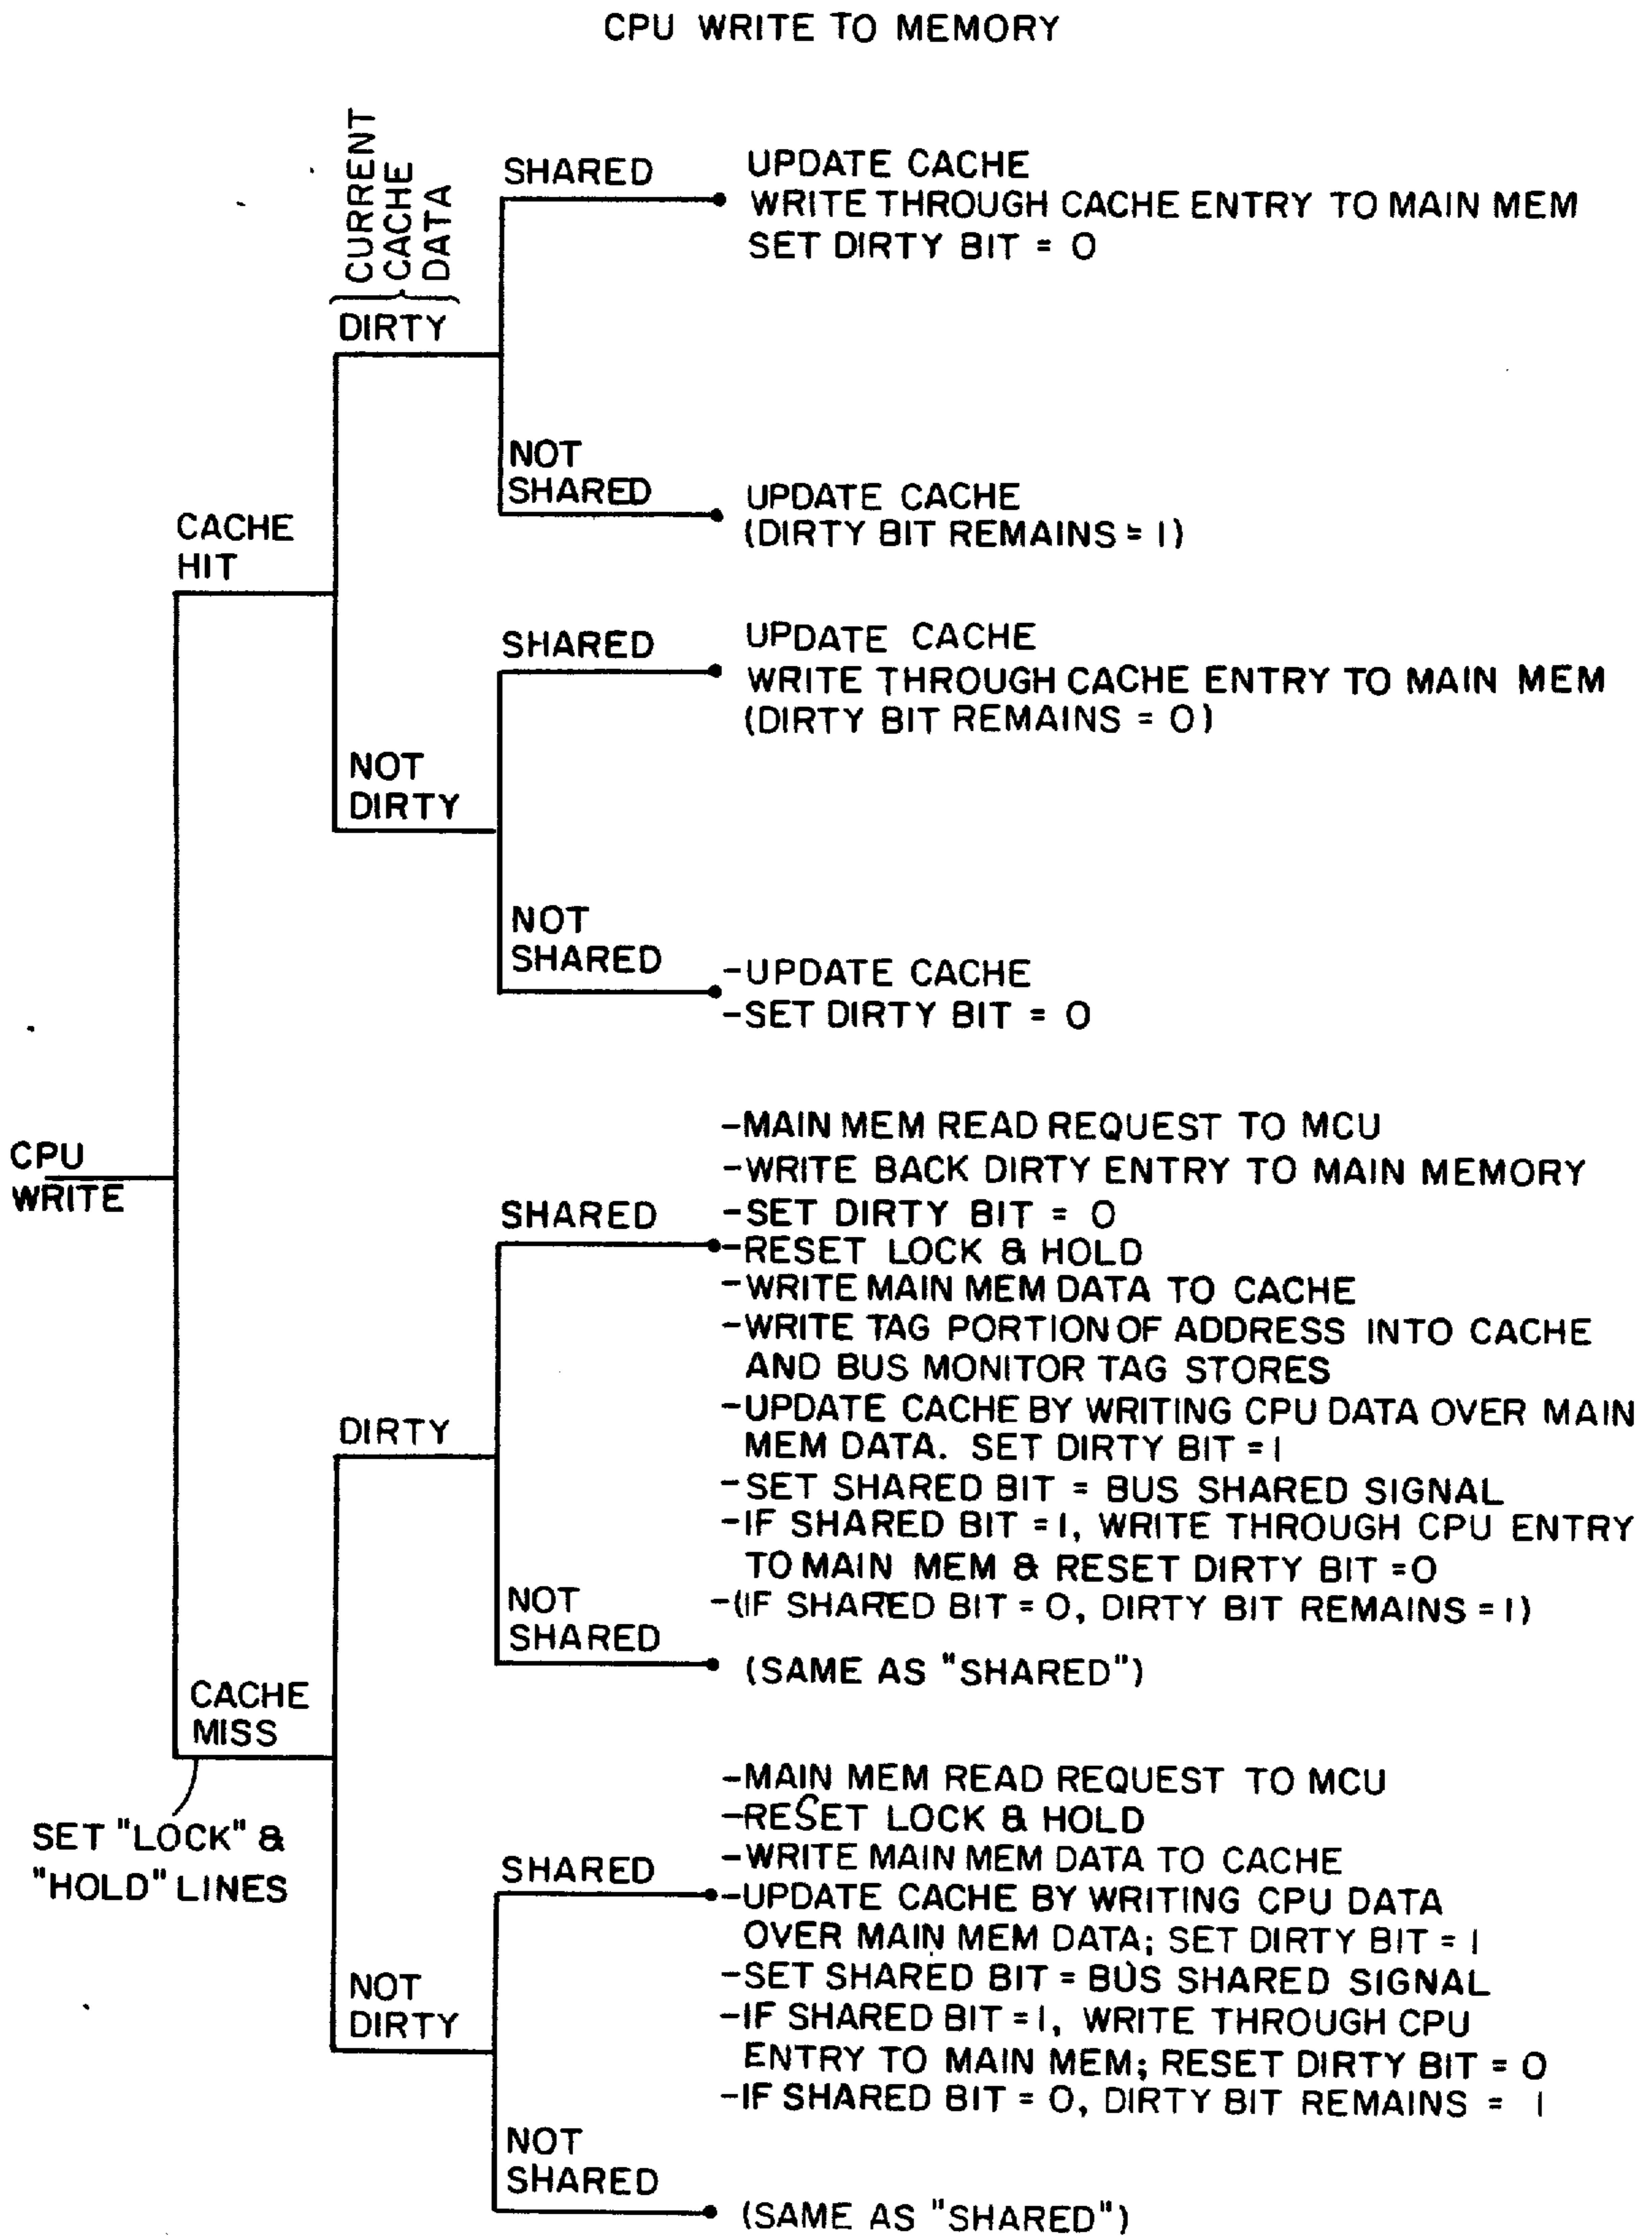 CPU WRITE TO MEMORY
CURRENT
CACHE
DATA
DIRTY
SHARED
UPDATE CACHE
WRITE THROUGH CACHE ENTRY TO MAIN MEM
SET DIRTY BIT = 0
NOT
SHARED
UPDATE CACHE
(DIRTY BIT REMAINS = 1)
CACHE
HIT
SHARED
UPDATE CACHE
WRITE THROUGH CACHE ENTRY TO MAIN MEM
(DIRTY BIT REMAINS = 0)
NOT
DIRTY
NOT
SHARED
-UPDATE CACHE
-SET DIRTY BIT = 0
CPU
WRITE
SHARED
-MAIN MEM READ REQUEST TO MCU
-WRITE BACK DIRTY ENTRY TO MAIN MEMORY
-SET DIRTY BIT = 0
-RESET LOCK & HOLD
-WRITE MAIN MEM DATA TO CACHE
-WRITE TAG PORTION OF ADDRESS INTO CACHE
AND BUS MONITOR TAG STORES
-UPDATE CACHE BY WRITING CPU DATA OVER MAIN
MEM DATA. SET DIRTY BIT = 1
-SET SHARED BIT = BUS SHARED SIGNAL
-IF SHARED BIT = 1, WRITE THROUGH CPU ENTRY
TO MAIN MEM & RESET DIRTY BIT = 0
-(IF SHARED BIT = 0, DIRTY BIT REMAINS = 1)
DIRTY
NOT
SHARED
(SAME AS "SHARED")
CACHE
MISS
SET "LOCK" &
"HOLD" LINES
SHARED
-MAIN MEM READ REQUEST TO MCU
-RESET LOCK & HOLD
-WRITE MAIN MEM DATA TO CACHE
-UPDATE CACHE BY WRITING CPU DATA
OVER MAIN MEM DATA; SET DIRTY BIT = 1
-SET SHARED BIT = BUS SHARED SIGNAL
-IF SHARED BIT = 1, WRITE THROUGH CPU
ENTRY TO MAIN MEM; RESET DIRTY BIT = 0
-IF SHARED BIT = 0, DIRTY BIT REMAINS = 1
NOT
DIRTY
NOT
SHARED
(SAME AS "SHARED")